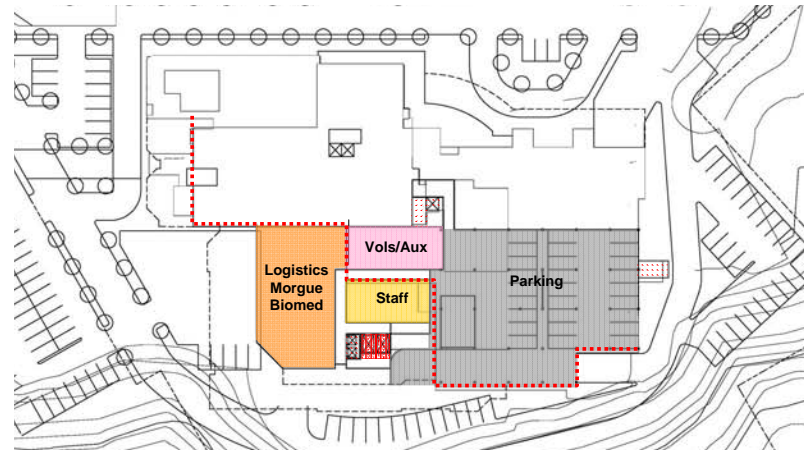 Vols/Aux
Logistics
Morgue
Biomed
Parking
Staff